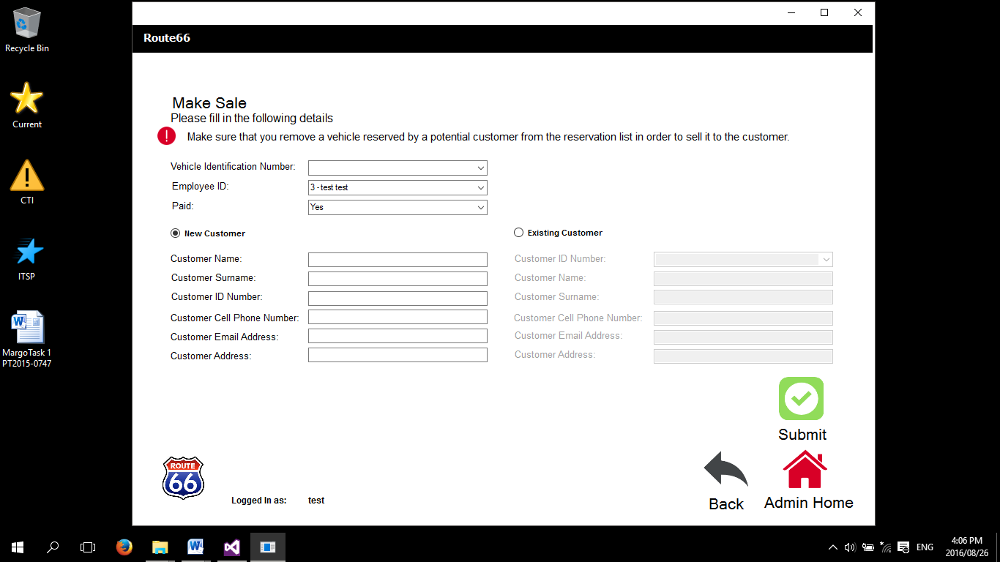 Recycle Bin
Current
CTI
ITSP
MargoTask 1
PT2015-0747
Route66
Make Sale
Please fill in the following details
! Make sure that you remove a vehicle reserved by a potential customer from the reservation list in order to sell it to the customer.
Vehicle Identification Number:
Employee ID: 3 - test test
Paid: Yes
New Customer
Customer Name:
Customer Surname:
Customer ID Number:
Customer Cell Phone Number:
Customer Email Address:
Customer Address:
Existing Customer
Customer ID Number:
Customer Name:
Customer Surname:
Customer Cell Phone Number:
Customer Email Address:
Customer Address:
Submit
ROUTE
66
Logged In as: test
Back
Admin Home
ENG
4:06 PM
2016/08/26